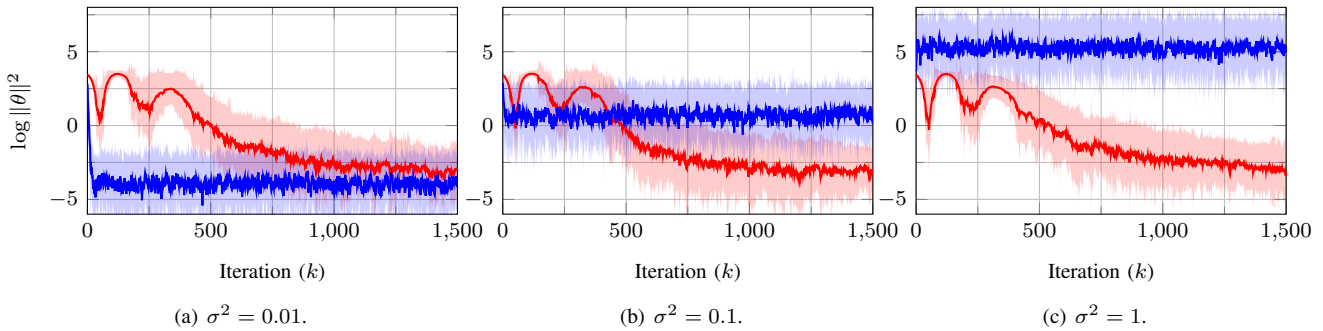 log ||θ||²
5
0
−5
0 500 1,000 1,500
Iteration (k)
(a) σ² = 0.01.
5
0
−5
0 500 1,000 1,500
Iteration (k)
(b) σ² = 0.1.
5
0
−5
0 500 1,000 1,500
Iteration (k)
(c) σ² = 1.